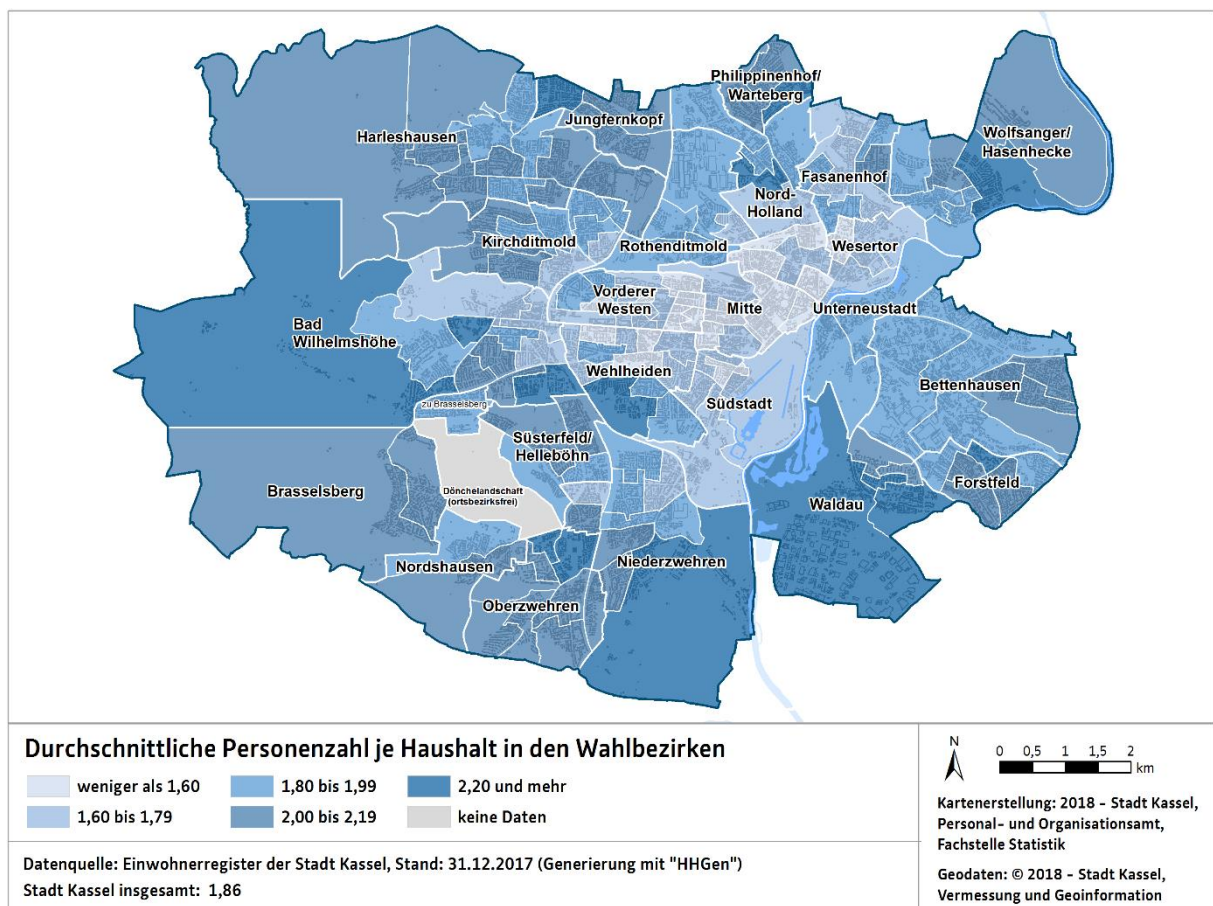 Philippinenhof/
Warteberg
Jungfernkopf
Harleshausen
Wolfsanger/
Hasenhecke
Fasanenhof
Nord-
Holland
Kirchditmold
Rothenditmold
Wesertor
Vorderer
Westen
Mitte
Unterneustadt
Bad
Wilhelmshöhe
Wehlheiden
Bettenhausen
zu Brasselsberg
Südstadt
Süsterfeld/
Helleböhn
Brasselsberg
Dönchelandschaft
(ortsbezirksfrei)
Forstfeld
Waldau
Nordshausen
Niederzwehren
Oberzwehren
Durchschnittliche Personenzahl je Haushalt in den Wahlbezirken
weniger als 1,60
1,80 bis 1,99
2,20 und mehr
1,60 bis 1,79
2,00 bis 2,19
keine Daten
Datenquelle: Einwohnerregister der Stadt Kassel, Stand: 31.12.2017 (Generierung mit "HHGen")
Stadt Kassel insgesamt: 1,86
N
0 0,5 1 1,5 2
km
Kartenerstellung: 2018 - Stadt Kassel,
Personal- und Organisationsamt,
Fachstelle Statistik
Geodaten: © 2018 - Stadt Kassel,
Vermessung und Geoinformation